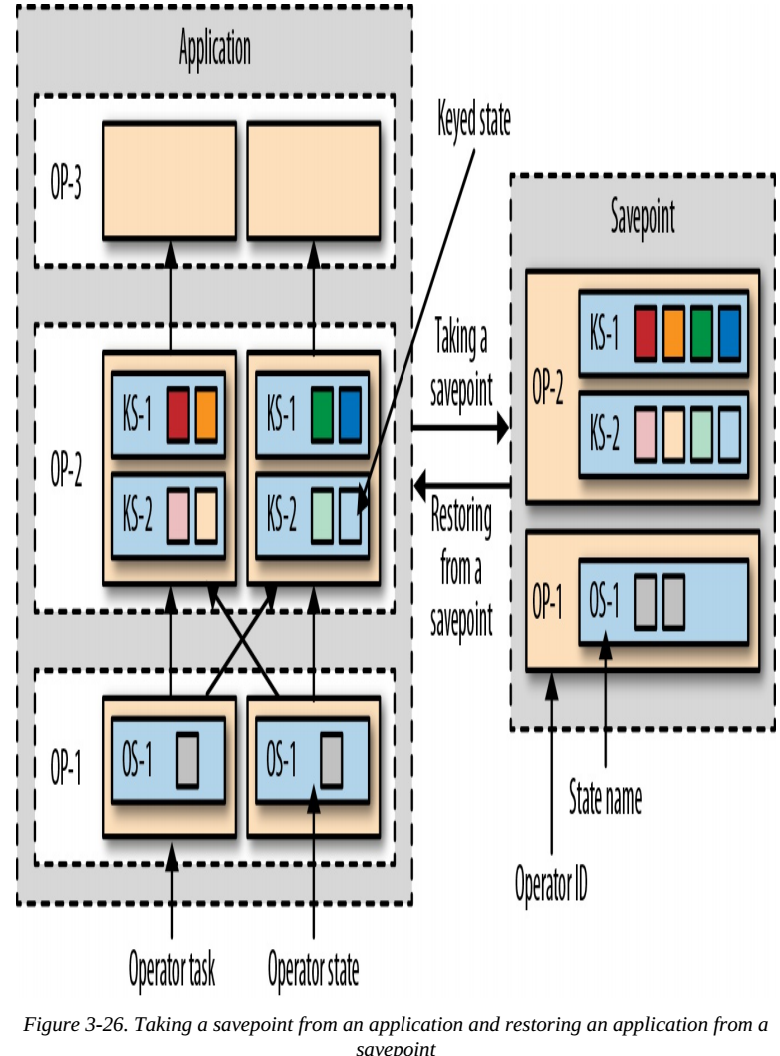 Application
Keyed state
OP-3
Savepoint
KS-1
OP-2
KS-2
OP-1
OS-1
Taking a
savepoint
Restoring
from a
savepoint
OP-2
KS-1
KS-1
KS-2
KS-2
OP-1
OS-1
OS-1
State name
Operator ID
Operator task
Operator state
Figure 3-26. Taking a savepoint from an application and restoring an application from a
savepoint